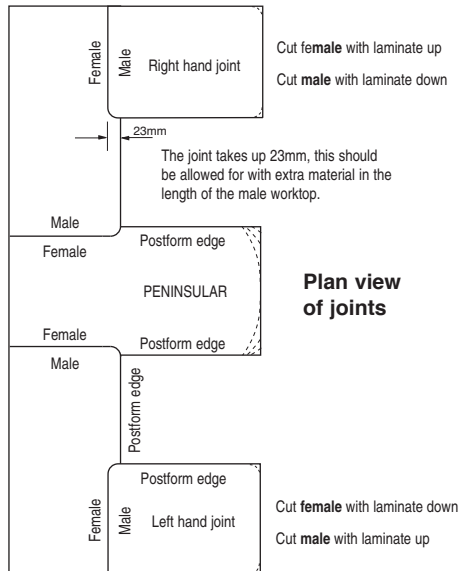 Female
Male
Right hand joint
Cut female with laminate up
Cut male with laminate down
23mm
The joint takes up 23mm, this should
be allowed for with extra material in the
length of the male worktop.
Male
Female
Postform edge
PENINSULAR
Plan view
of joints
Female
Male
Postform edge
Postform edge
Postform edge
Female
Male
Left hand joint
Cut female with laminate down
Cut male with laminate up